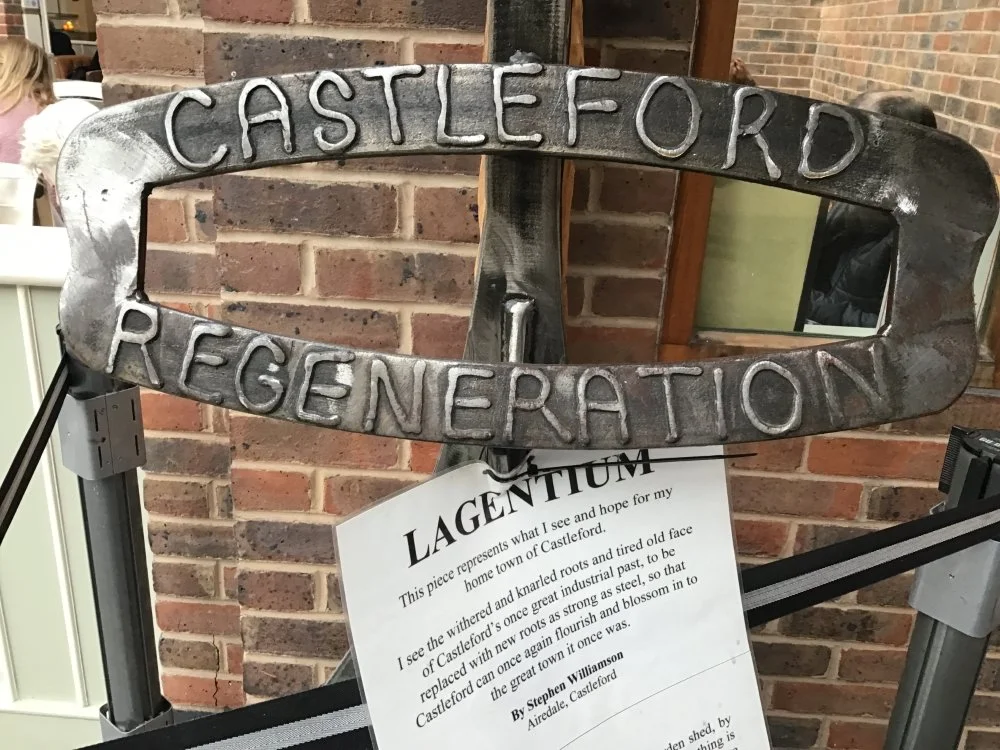 CASTLEFORD
REGENERATION
LAGENTIUM
This piece represents what I see and hope for my
home town of Castleford.
I see the withered and knarled roots and tired old face
of Castleford's once great industrial past, to be
replaced with new roots as strong as steel, so that
Castleford can once again flourish and blossom in to
the great town it once was.
By Stephen Williamson
Airedale, Castleford
shed, by